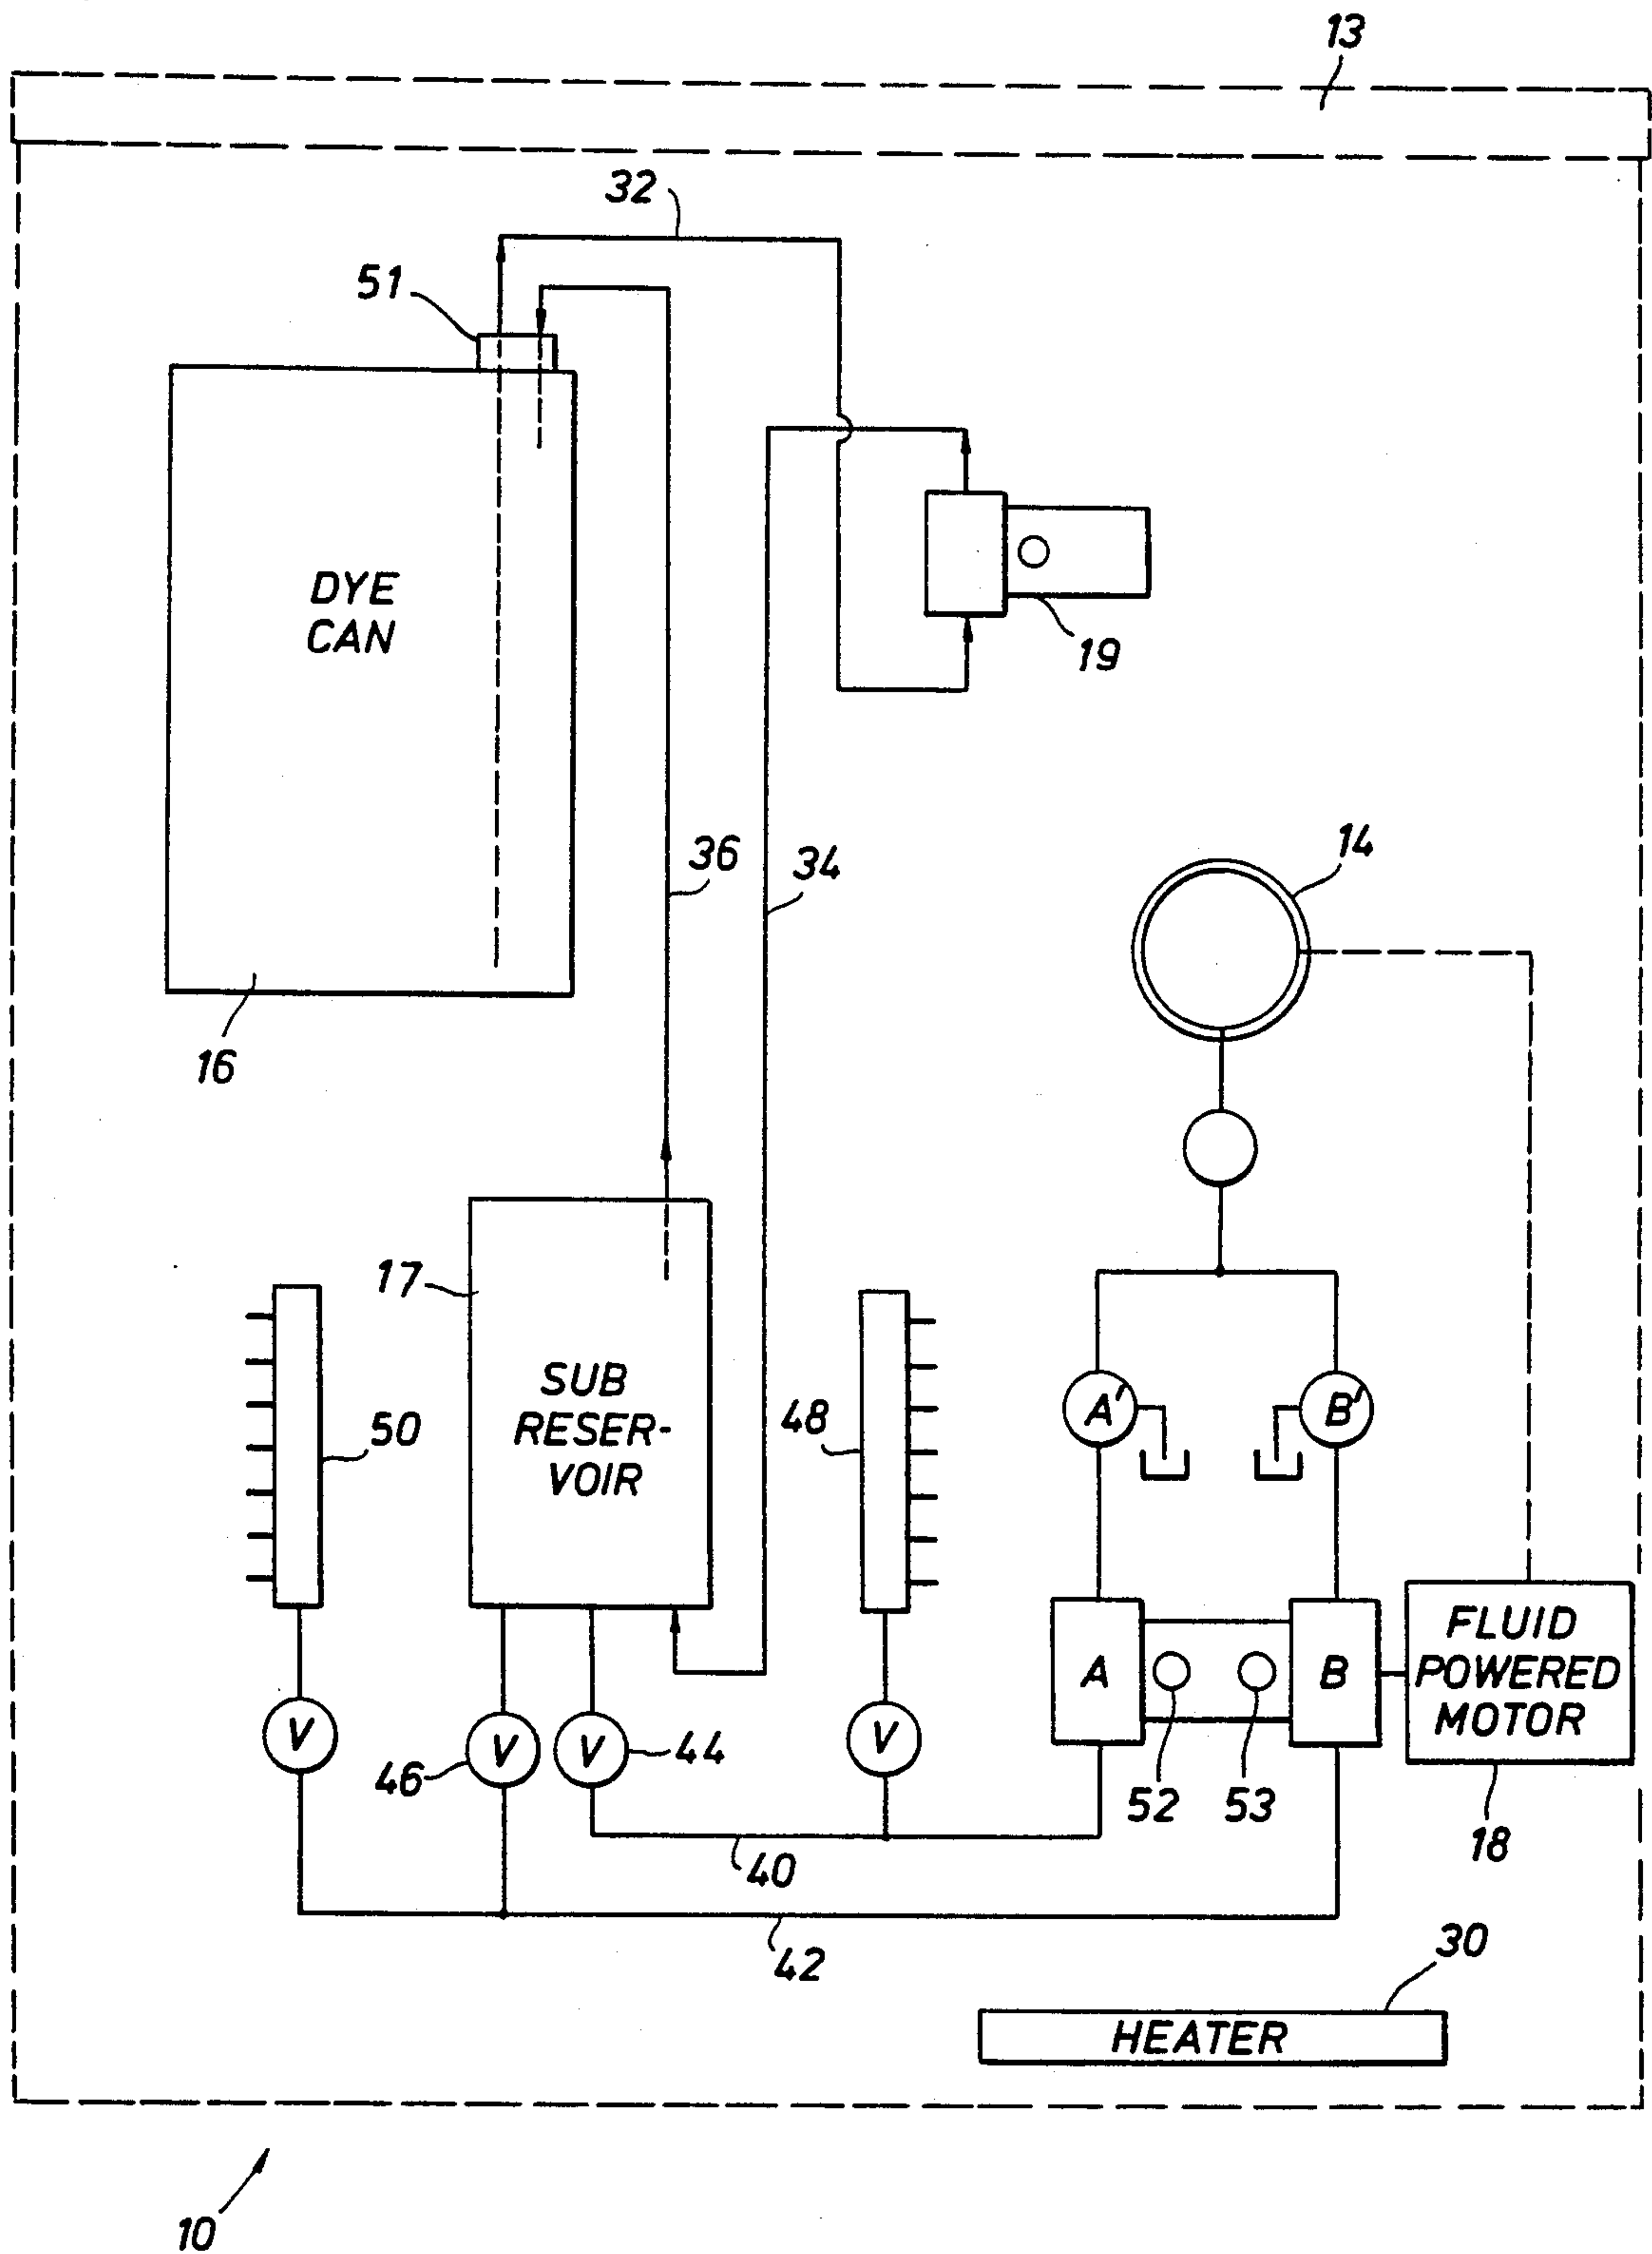 13
32
51
DYE
CAN
19
36
34
14
16
17
SUB
RESER-
VOIR
50
48
A'
B'
A
B
FLUID
POWERED
MOTOR
V
V
V
V
46
44
52
53
18
40
42
30
HEATER
10